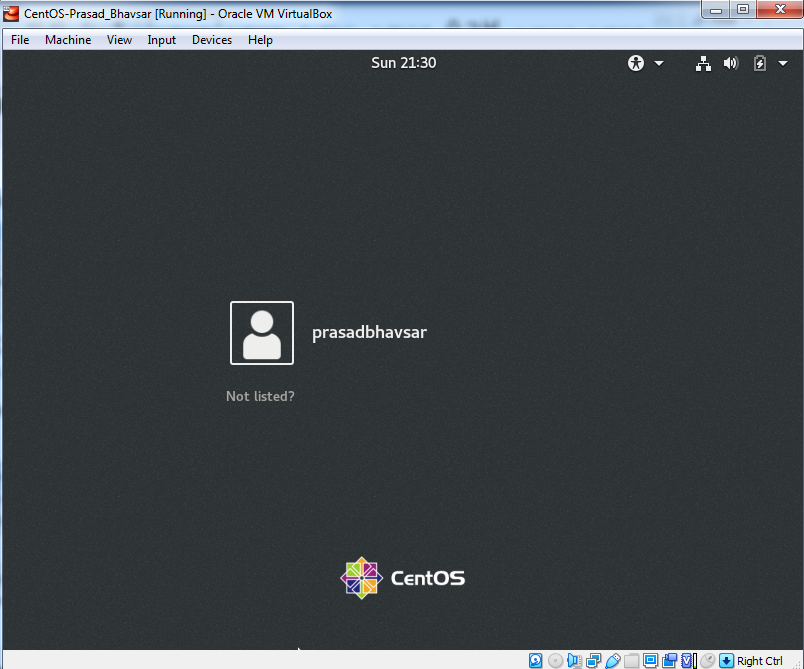 CentOS-Prasad_Bhavsar [Running] - Oracle VM VirtualBox
File Machine View Input Devices Help
Sun 21:30
prasadbhavsar
Not listed?
CentOS
Right Ctrl